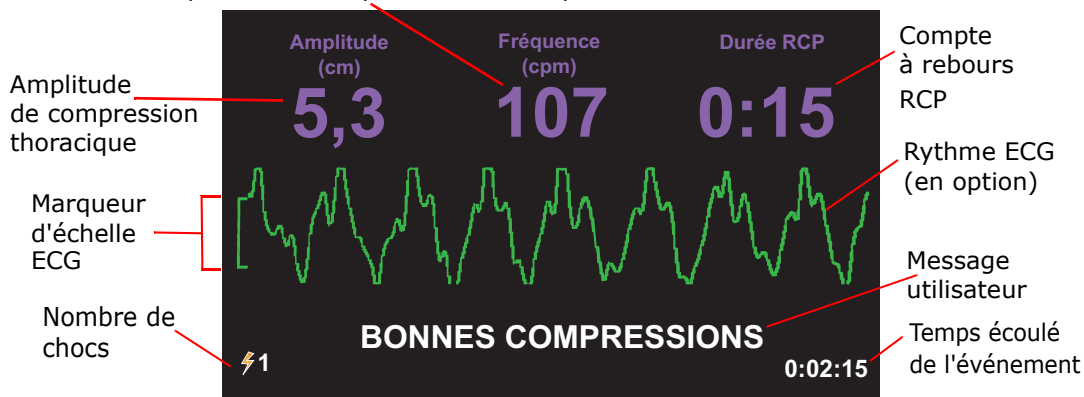 Amplitude
(cm)
5,3
Fréquence
(cpm)
107
Durée RCP
0:15
Compte
à rebours
RCP
Amplitude
de compression
thoracique
Rythme ECG
(en option)
Marqueur
d'échelle
ECG
Message
utilisateur
BONNES COMPRESSIONS
Nombre de
chocs
1
0:02:15
Temps écoulé
de l'événement